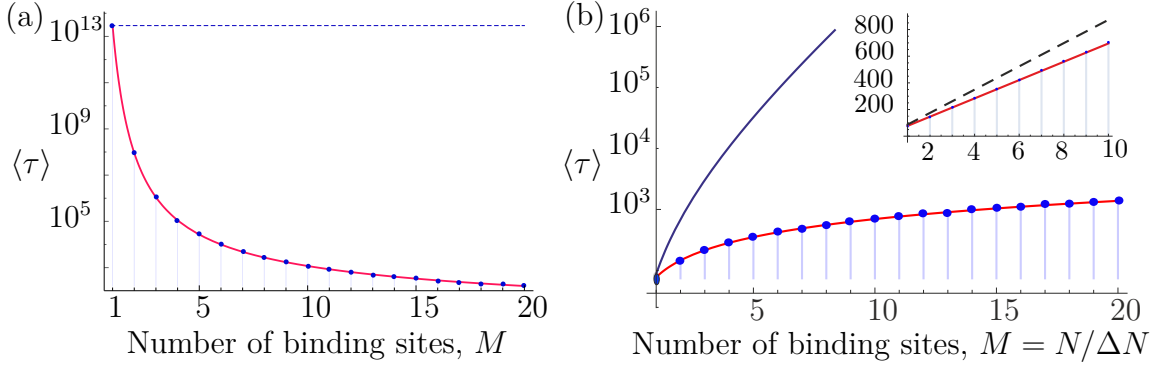 (a)
10^13
10^9
10^5
⟨τ⟩
1 5 10 15 20
Number of binding sites, M
(b)
10^6
10^5
10^4
10^3
⟨τ⟩
5 10 15 20
Number of binding sites, M = N/ΔN
800
600
400
200
2 4 6 8 10